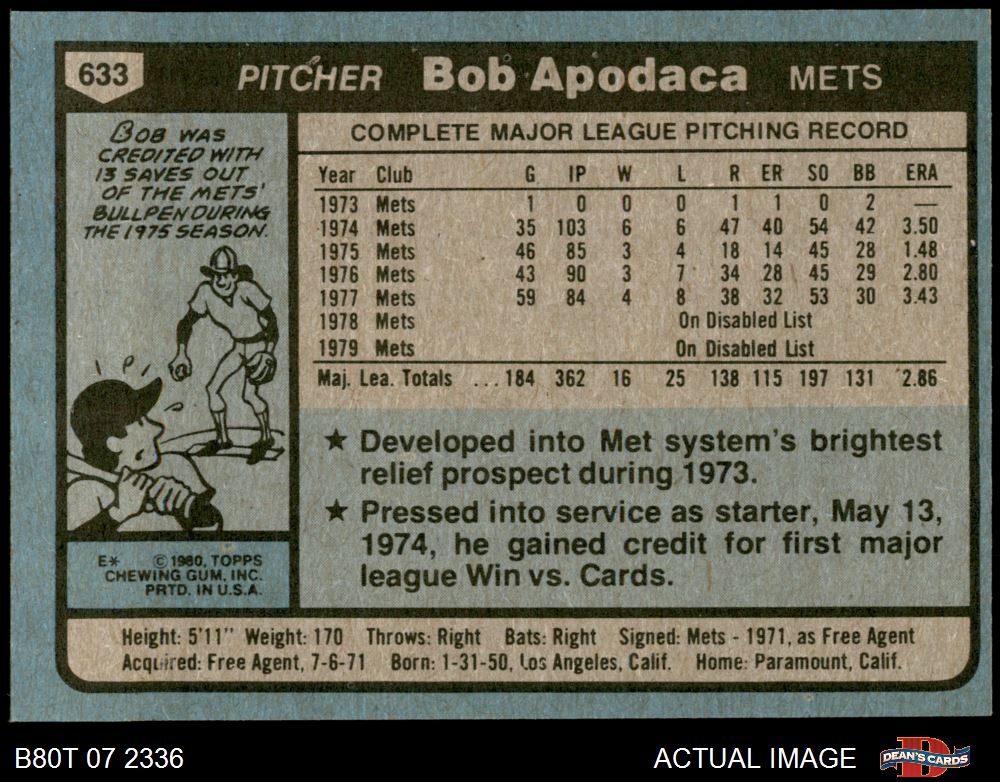 633 PITCHER Bob Apodaca METS
BOB WAS
CREDITED WITH
13 SAVES OUT
OF THE METS'
BULLPEN DURING
THE 1975 SEASON.
E* © 1980, TOPPS
CHEWING GUM, INC.
PRTD. IN U.S.A.
COMPLETE MAJOR LEAGUE PITCHING RECORD
Year Club G IP W L R ER SO BB ERA
1973 Mets 1 0 0 0 1 1 0 2 —
1974 Mets 35 103 6 6 47 40 54 42 3.50
1975 Mets 46 85 3 4 18 14 45 28 1.48
1976 Mets 43 90 3 7 34 28 45 29 2.80
1977 Mets 59 84 4 8 38 32 53 30 3.43
1978 Mets On Disabled List
1979 Mets On Disabled List
Maj. Lea. Totals ...184 362 16 25 138 115 197 131 2.86
★ Developed into Met system's brightest
relief prospect during 1973.
★ Pressed into service as starter, May 13,
1974, he gained credit for first major
league Win vs. Cards.
Height: 5'11" Weight: 170 Throws: Right Bats: Right Signed: Mets - 1971, as Free Agent
Acquired: Free Agent, 7-6-71 Born: 1-31-50, Los Angeles, Calif. Home: Paramount, Calif.
B80T 07 2336 ACTUAL IMAGE DEAN'S CARDS